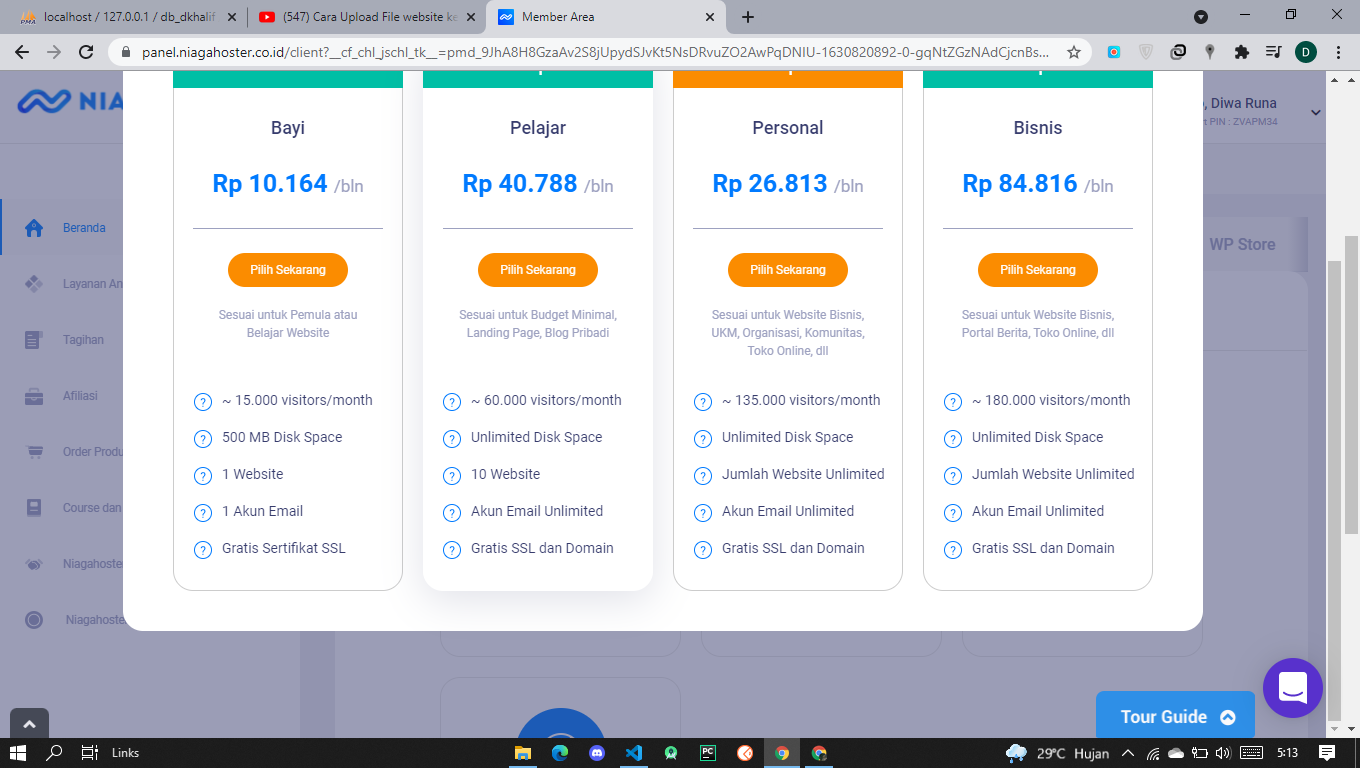 localhost / 127.0.0.1 / db_dkhalif
(547) Cara Upload File website ke
Member Area
panel.niagahoster.co.id/client?__cf_chl_jschl_tk__=pmd_9JhA8H8GzaAv2S8jUpydSJvKt5NsDRvuZO2AwPqDNIU-1630820892-0-gqNtZGzNAdCjcnBs...
D
NIA
, Diwa Runa
PIN : ZVAPM34
Beranda
Layanan An
Tagihan
Afiliasi
Order Produ
Course dan
Niagahoste
Niagahoste
WP Store
Bayi
Rp 10.164 /bln
Pilih Sekarang
Sesuai untuk Pemula atau
Belajar Website
? ~ 15.000 visitors/month
? 500 MB Disk Space
? 1 Website
? 1 Akun Email
? Gratis Sertifikat SSL
Pelajar
Rp 40.788 /bln
Pilih Sekarang
Sesuai untuk Budget Minimal,
Landing Page, Blog Pribadi
? ~ 60.000 visitors/month
? Unlimited Disk Space
? 10 Website
? Akun Email Unlimited
? Gratis SSL dan Domain
Personal
Rp 26.813 /bln
Pilih Sekarang
Sesuai untuk Website Bisnis,
UKM, Organisasi, Komunitas,
Toko Online, dll
? ~ 135.000 visitors/month
? Unlimited Disk Space
? Jumlah Website Unlimited
? Akun Email Unlimited
? Gratis SSL dan Domain
Bisnis
Rp 84.816 /bln
Pilih Sekarang
Sesuai untuk Website Bisnis,
Portal Berita, Toko Online, dll
? ~ 180.000 visitors/month
? Unlimited Disk Space
? Jumlah Website Unlimited
? Akun Email Unlimited
? Gratis SSL dan Domain
Tour Guide
Links
PC
29°C Hujan
5:13